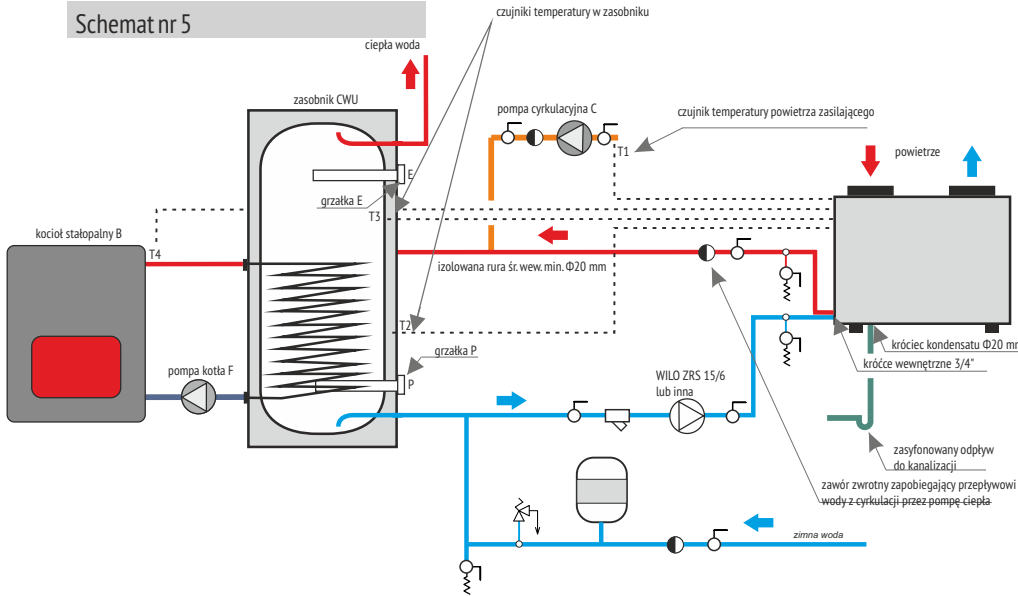 Schemat nr 5
czujniki temperatury w zasobniku
ciepła woda
zasobnik CWU
pompa cyrkulacyjna C
czujnik temperatury powietrza zasilającego
T1
powietrze
E
grzałka E
T3
kocioł stałopalny B
T4
izolowana rura śr. wew. min. Φ20 mm
T2
króciec kondensatu Φ20 mm
grzałka P
króćce wewnętrzne 3/4"
pompa kotła F
WILO ZRS 15/6
lub inna
P
zasyfonowany odpływ
do kanalizacji
zawór zwrotny zapobiegający przepływowi
wody z cyrkulacji przez pompę ciepła
zimna woda